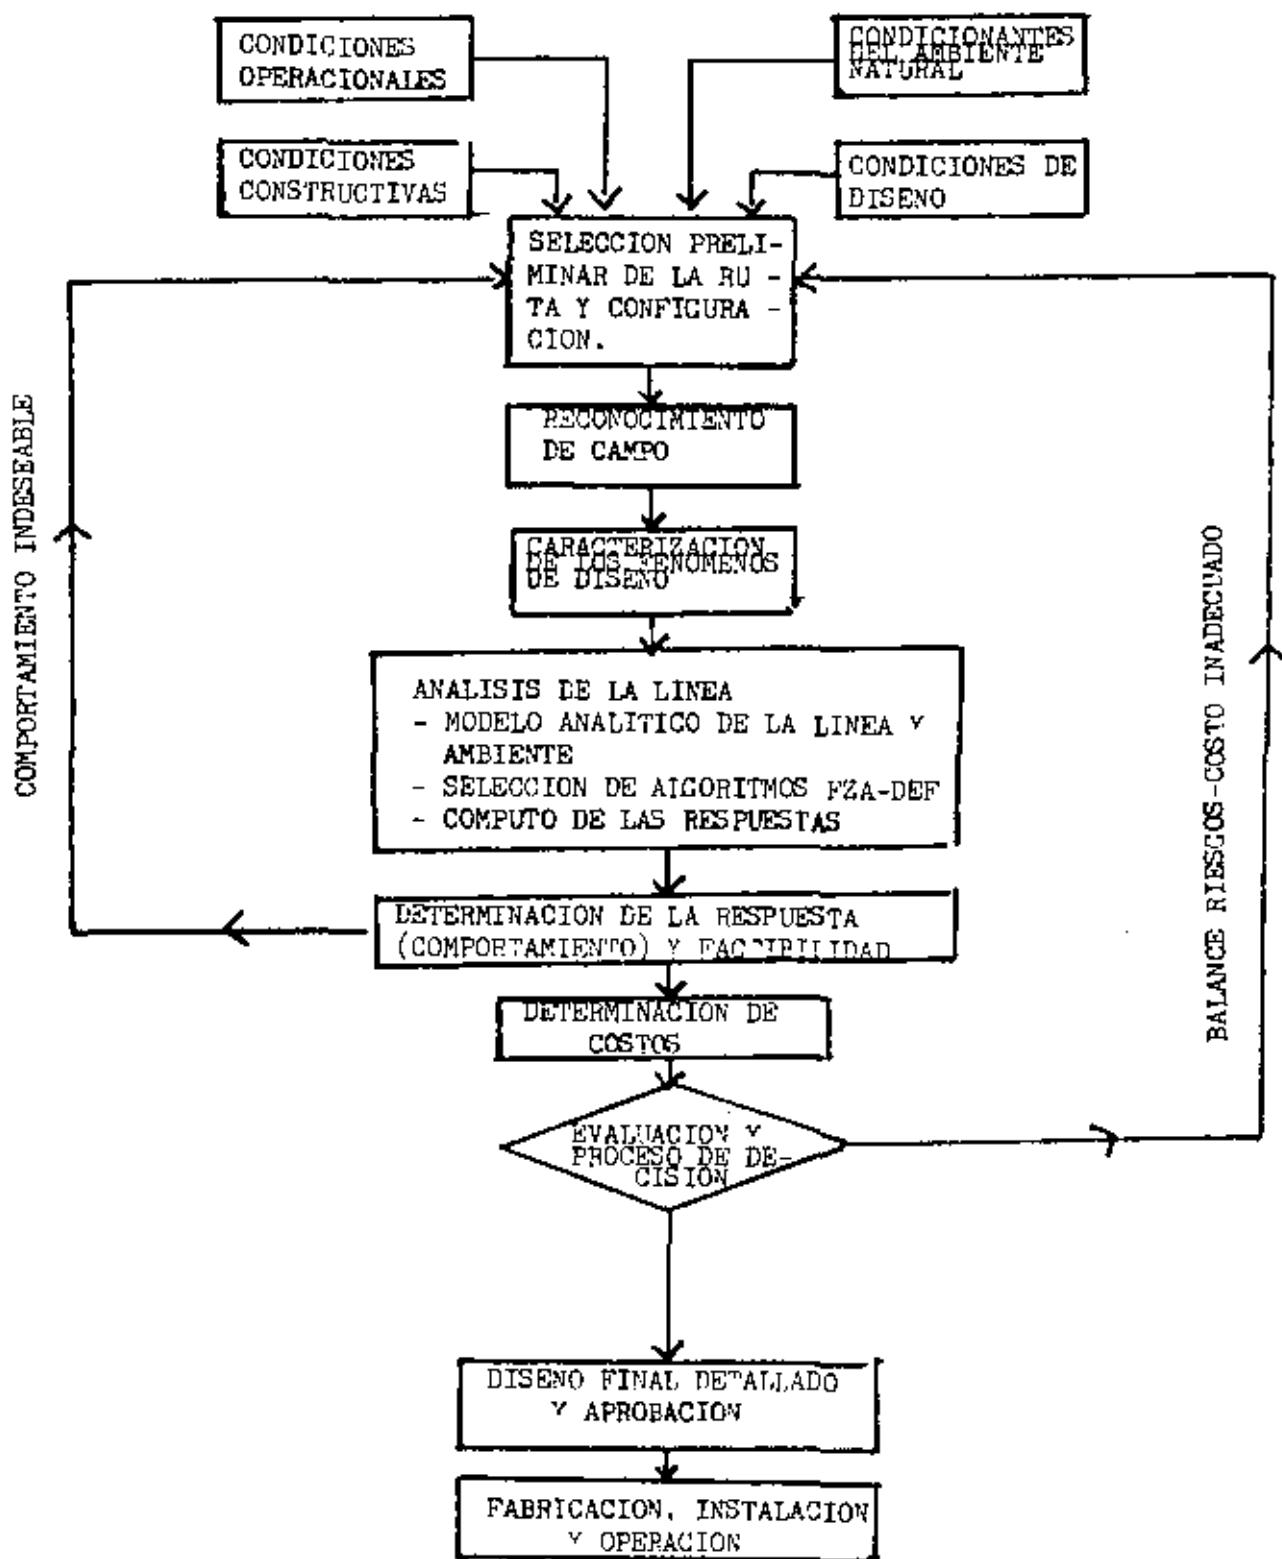 CONDICIONES
OPERACIONALES
CONDICIONANTES
DEL AMBIENTE
NATURAL
CONDICIONES
CONSTRUCTIVAS
CONDICIONES DE
DISENO
SELECCION PRELI-
MINAR DE LA RU -
TA Y CONFIGURA -
CION.
RECONOCIMIENTO
DE CAMPO
CARACTERIZACION
DE LOS FENOMENOS
DE DISENO
ANALISIS DE LA LINEA
- MODELO ANALITICO DE LA LINEA Y
AMBIENTE
- SELECCION DE ALGORITMOS FZA-DEF
- COMPUTO DE LAS RESPUESTAS
DETERMINACION DE LA RESPUESTA
(COMPORTAMIENTO) Y FACTIBILIDAD
DETERMINACION DE
COSTOS
EVALUACION Y
PROCESO DE DE-
CISION
DISENO FINAL DETALLADO
Y APROBACION
FABRICACION, INSTALACION
Y OPERACION
COMPORTAMIENTO INDESEABLE
BALANCE RIESGOS-COSTO INADECUADO